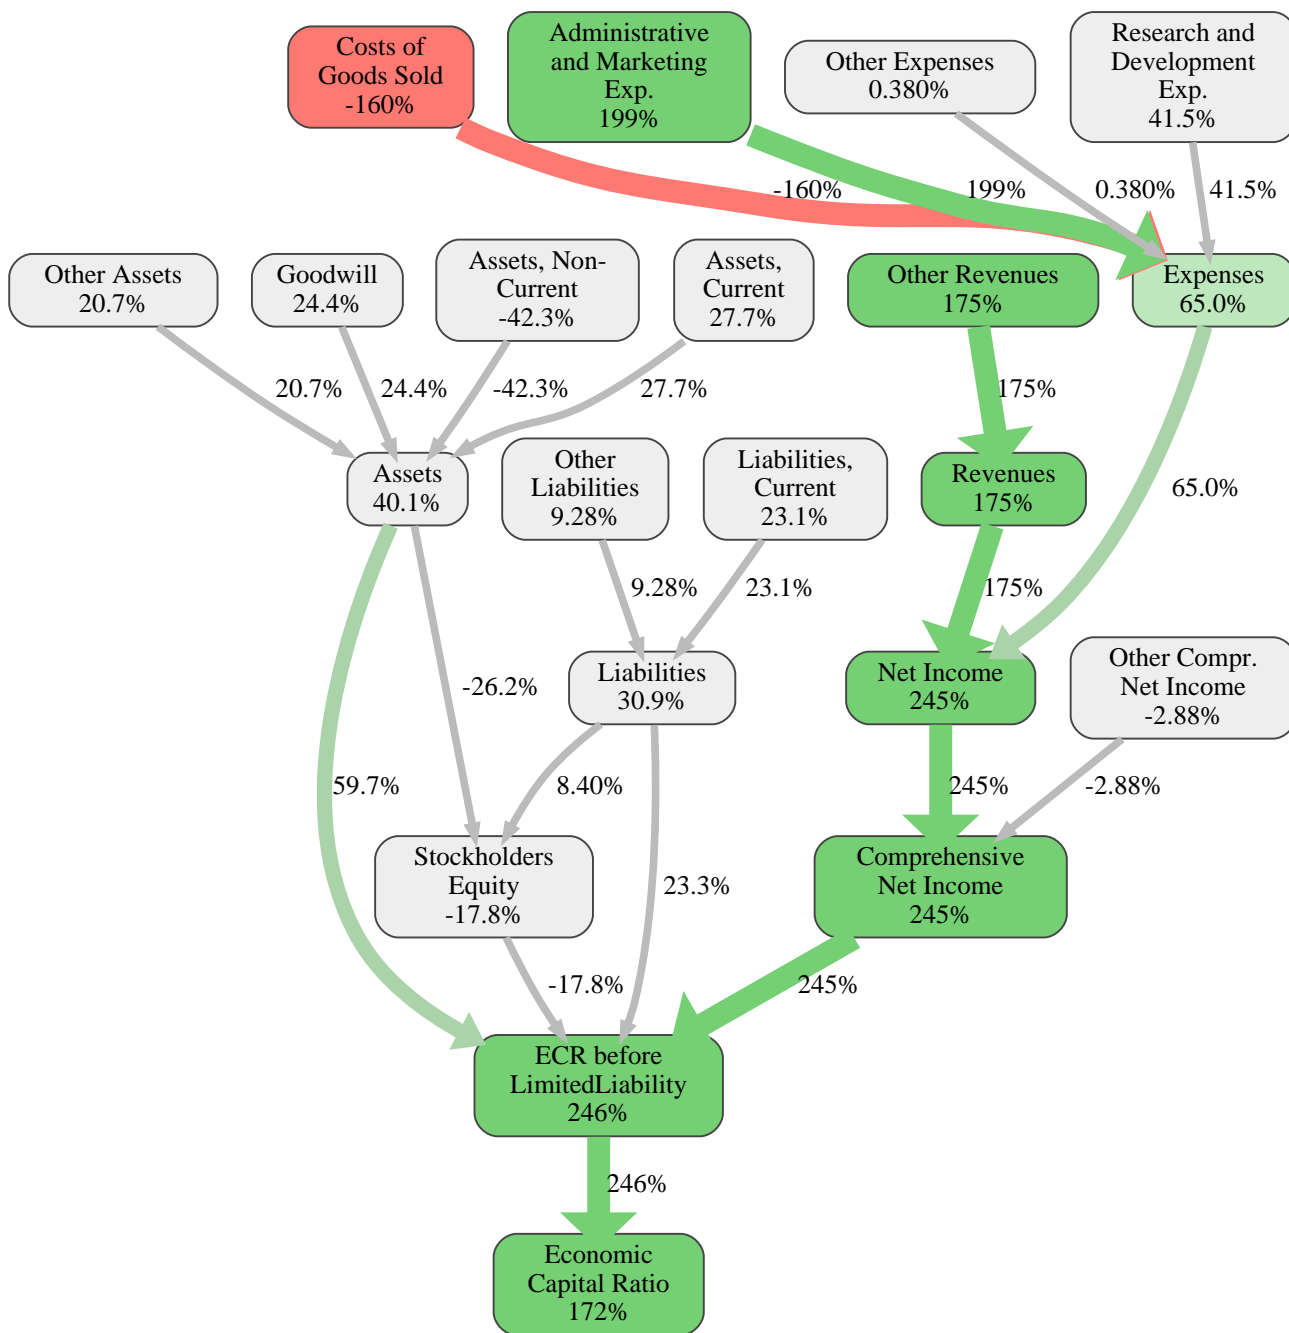 Costs of
Goods Sold
-160%
Administrative
and Marketing
Exp.
199%
Other Expenses
0.380%
Research and
Development
Exp.
41.5%
-160%
199%
0.380%
41.5%
Other Assets
20.7%
Goodwill
24.4%
Assets, Non-
Current
-42.3%
Assets,
Current
27.7%
Other Revenues
175%
Expenses
65.0%
20.7%
24.4%
-42.3%
27.7%
175%
65.0%
Assets
40.1%
Other
Liabilities
9.28%
Liabilities,
Current
23.1%
Revenues
175%
9.28%
23.1%
175%
-26.2%
Liabilities
30.9%
Net Income
245%
Other Compr.
Net Income
-2.88%
59.7%
8.40%
245%
-2.88%
Stockholders
Equity
-17.8%
23.3%
Comprehensive
Net Income
245%
-17.8%
245%
ECR before
LimitedLiability
246%
246%
Economic
Capital Ratio
172%